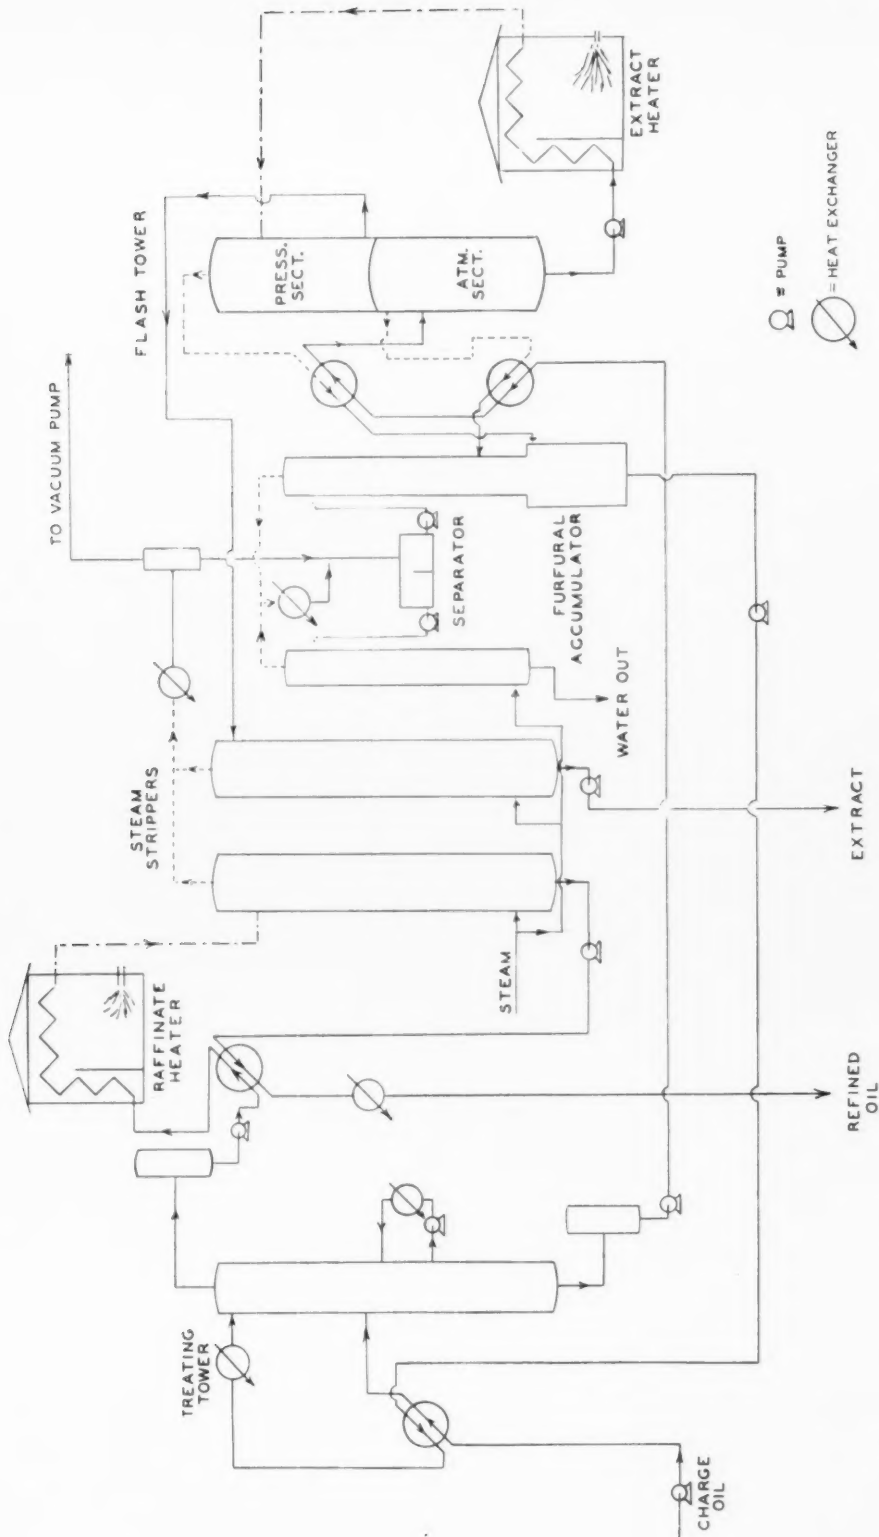 TO VACUUM PUMP
FLASH TOWER
PRESS.
SECT.
ATM.
SECT.
EXTRACT
HEATER
STEAM
STRIPPERS
SEPARATOR
FURFURAL
ACCUMULATOR
WATER OUT
RAFFINATE
HEATER
STEAM
TREATING
TOWER
CHARGE
OIL
REFINED
OIL
EXTRACT
= PUMP
= HEAT EXCHANGER